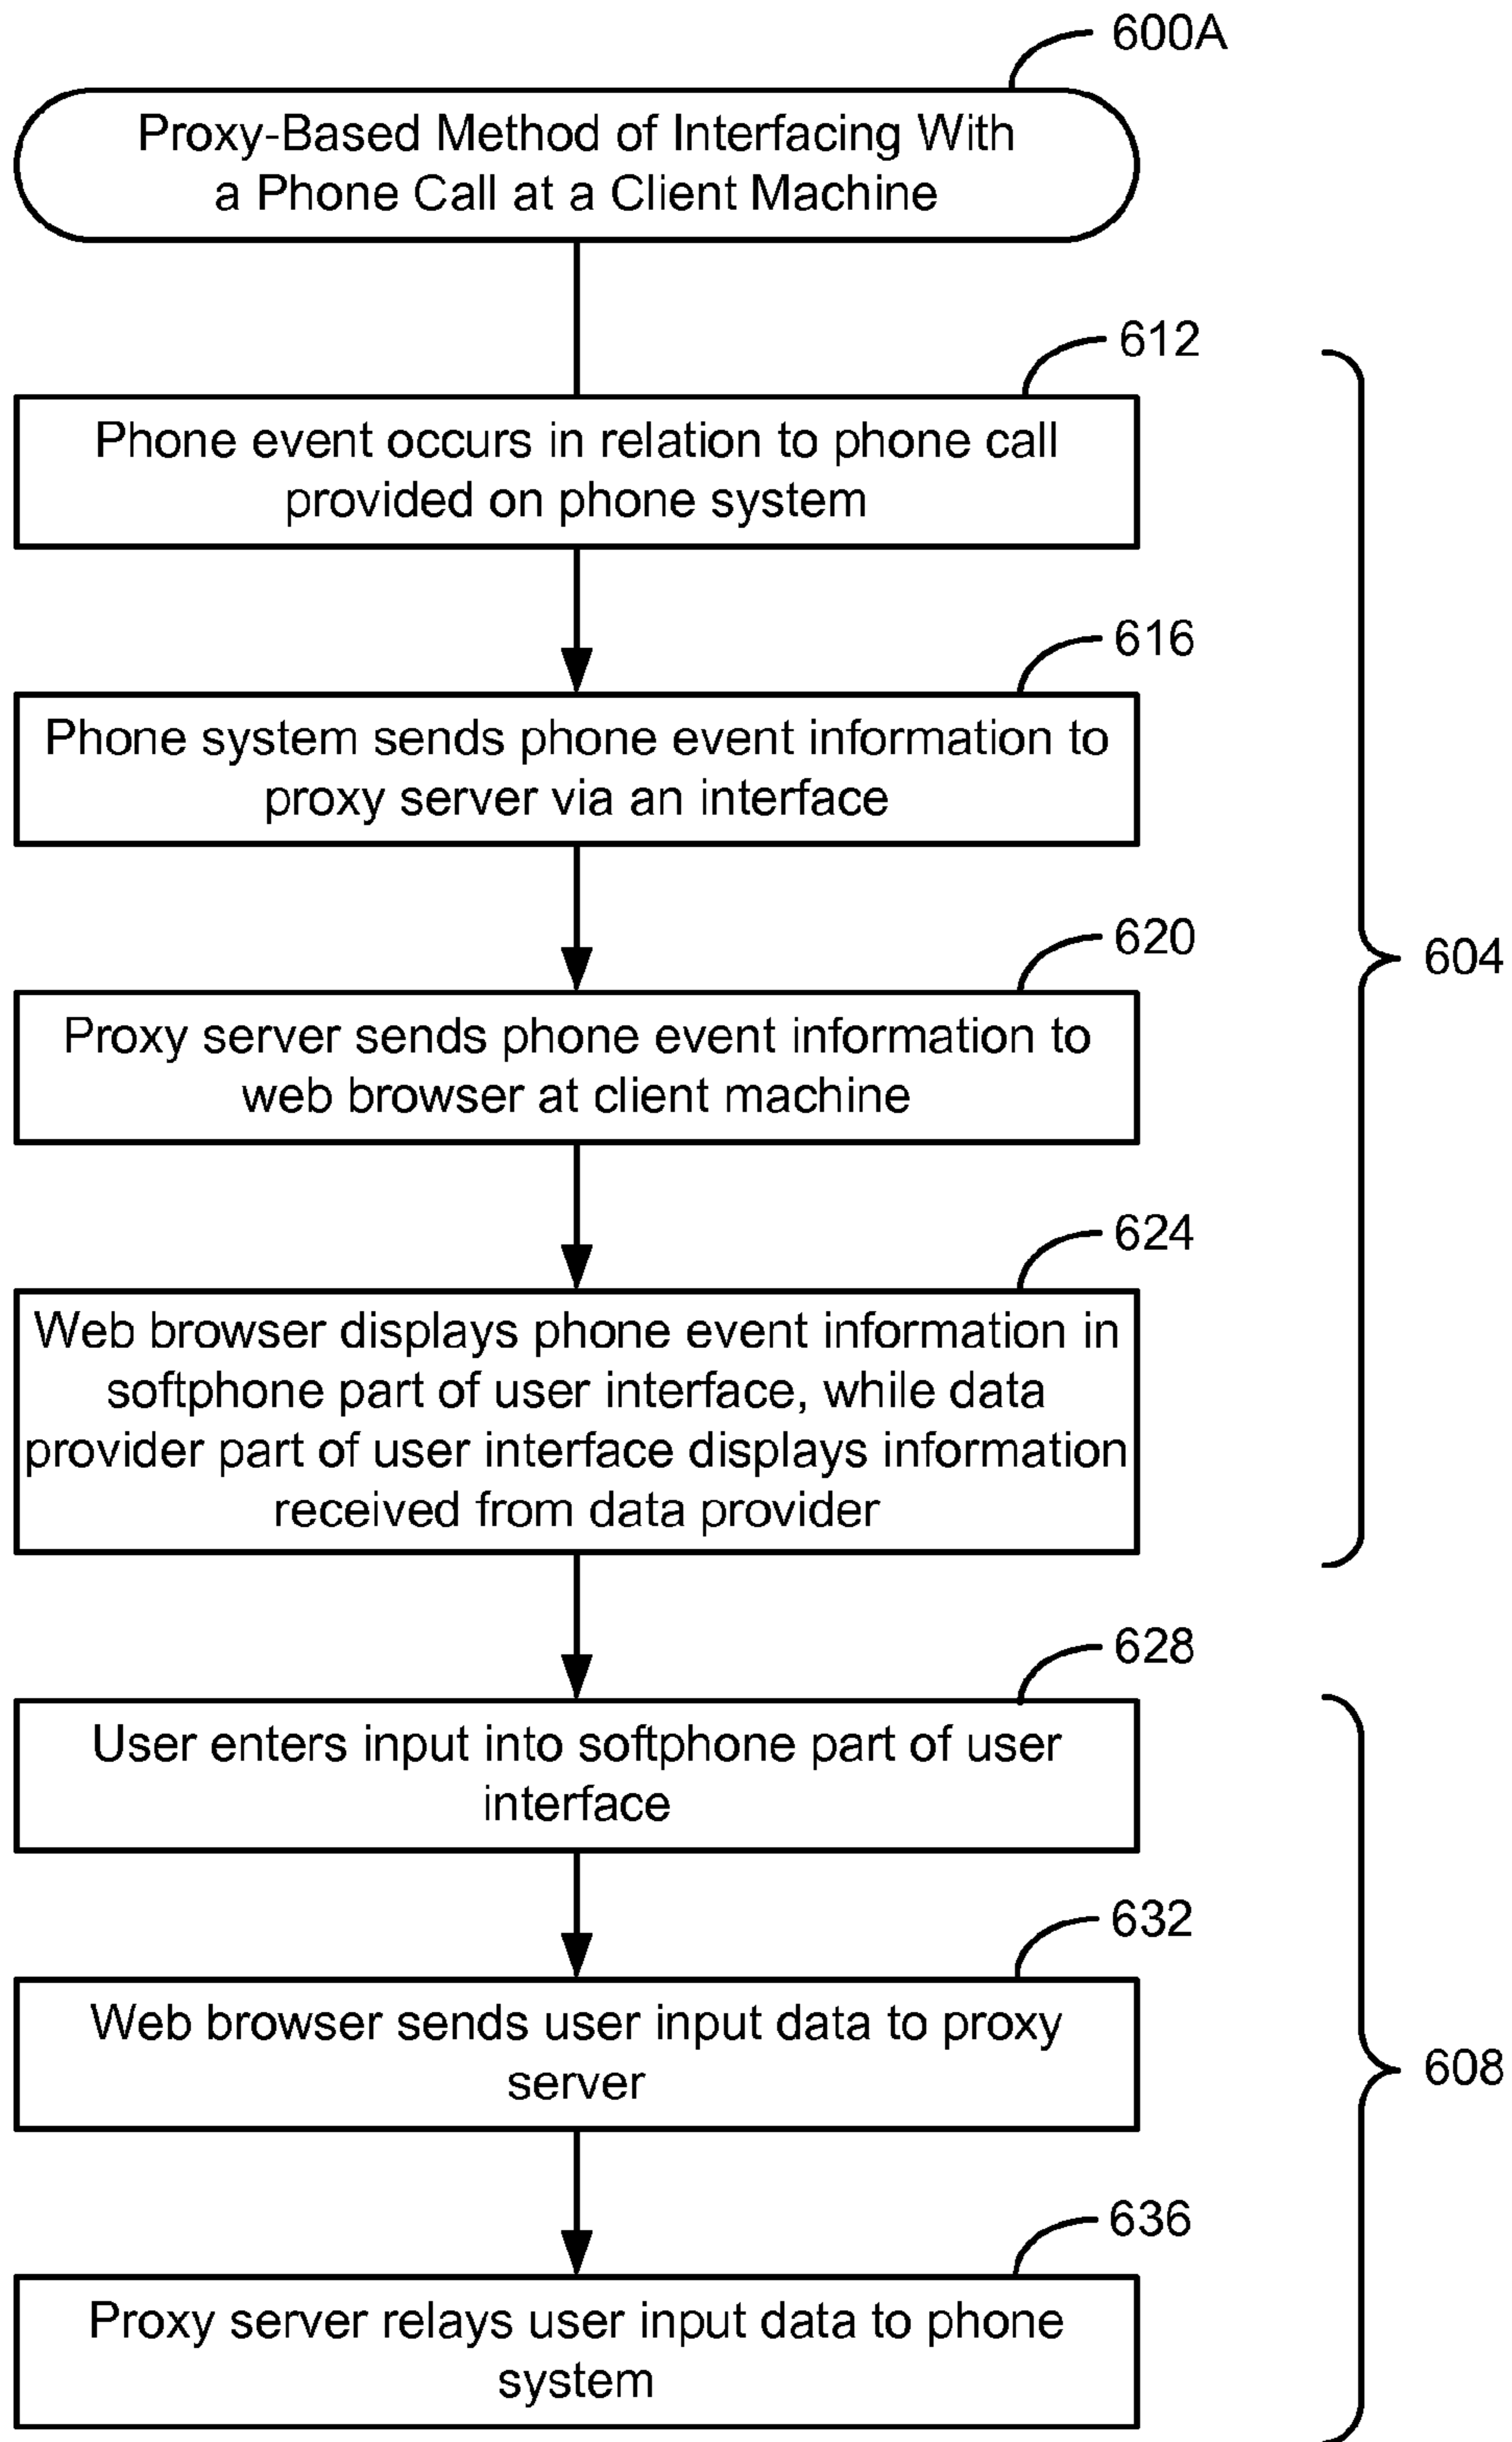 600A
Proxy-Based Method of Interfacing With
a Phone Call at a Client Machine
612
Phone event occurs in relation to phone call
provided on phone system
616
Phone system sends phone event information to
proxy server via an interface
620
604
Proxy server sends phone event information to
web browser at client machine
624
Web browser displays phone event information in
softphone part of user interface, while data
provider part of user interface displays information
received from data provider
628
User enters input into softphone part of user
interface
632
Web browser sends user input data to proxy
server
608
636
Proxy server relays user input data to phone
system